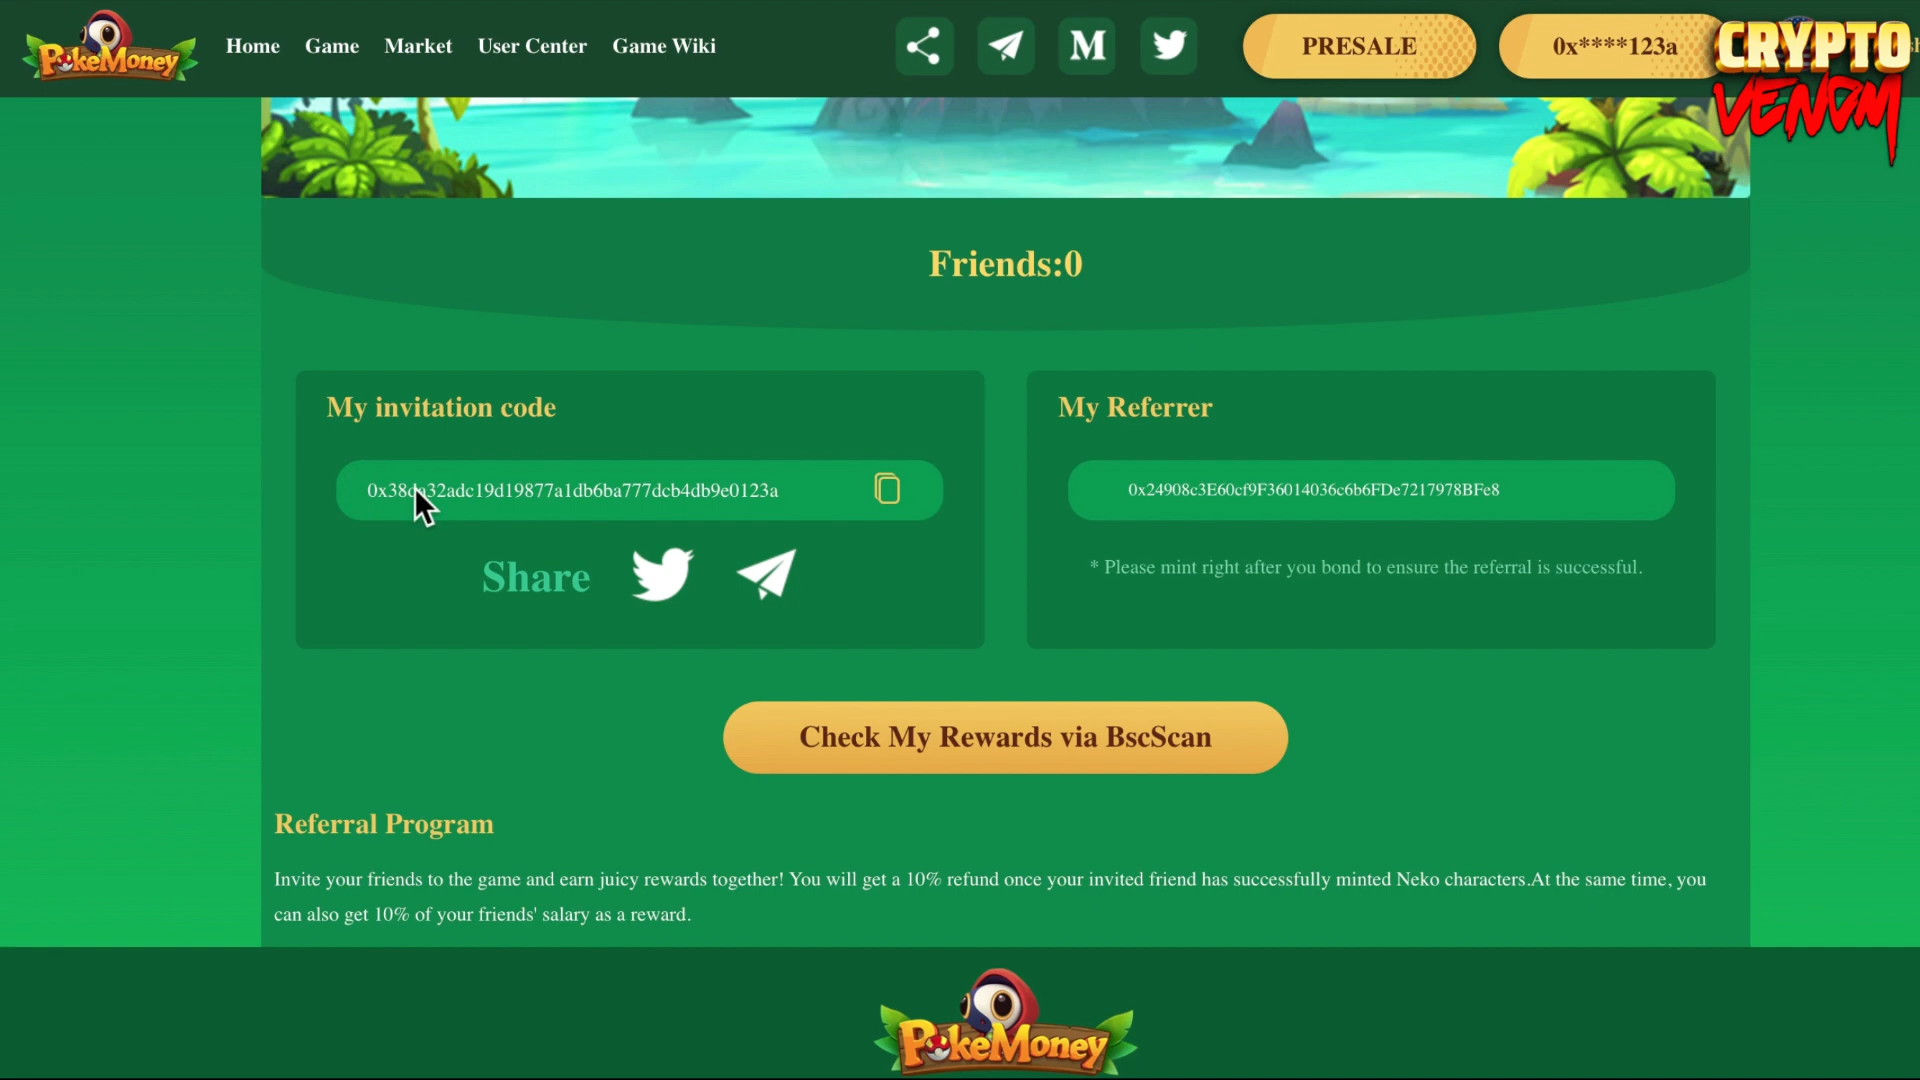 PokeMoney
Home
Game
Market
User Center
Game Wiki
M
PRESALE
0x****123a
CRYPTO
VENOM
Friends:0
My invitation code
0x38da32adc19d19877a1db6ba777dcb4db9e0123a
Share
My Referrer
0x24908c3E60cf9F36014036c6b6FDe7217978BFe8
* Please mint right after you bond to ensure the referral is successful.
Check My Rewards via BscScan
Referral Program
Invite your friends to the game and earn juicy rewards together! You will get a 10% refund once your invited friend has successfully minted Neko characters.At the same time, you
can also get 10% of your friends' salary as a reward.
PokeMoney